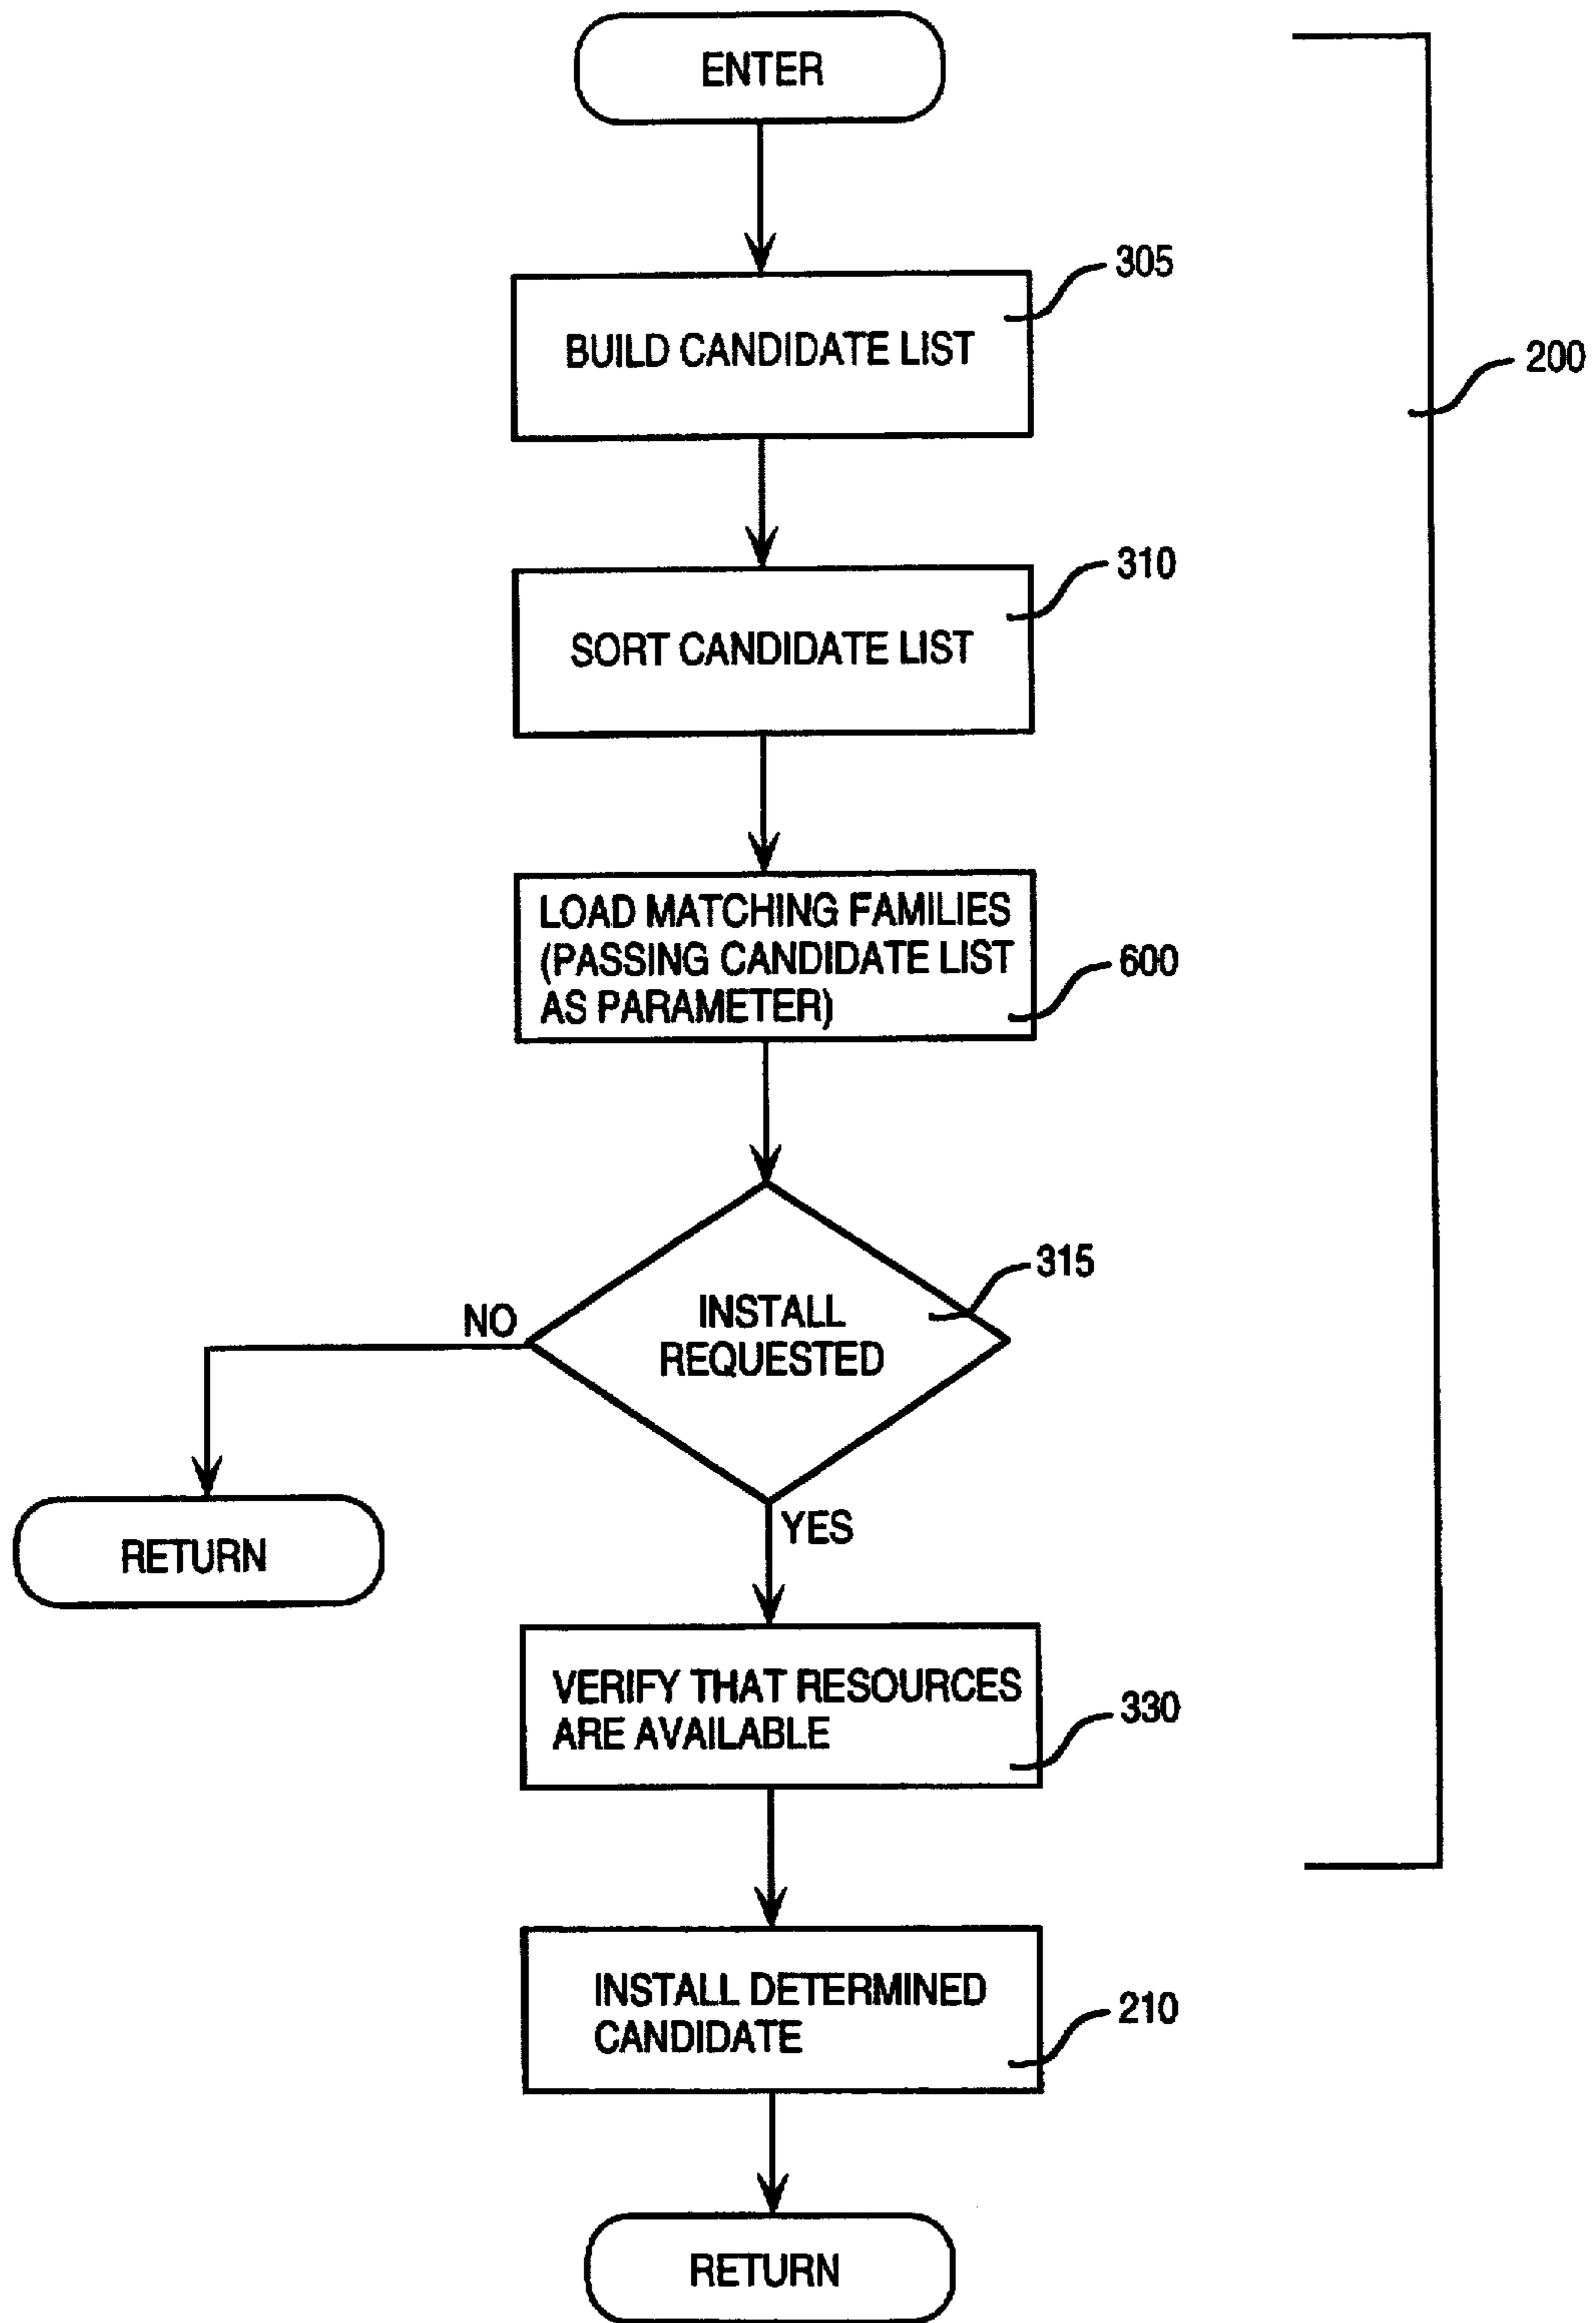 ENTER
305
BUILD CANDIDATE LIST
200
310
SORT CANDIDATE LIST
LOAD MATCHING FAMILIES
(PASSING CANDIDATE LIST
AS PARAMETER)
600
315
INSTALL
REQUESTED
NO
YES
RETURN
VERIFY THAT RESOURCES
ARE AVAILABLE
330
INSTALL DETERMINED
CANDIDATE
210
RETURN